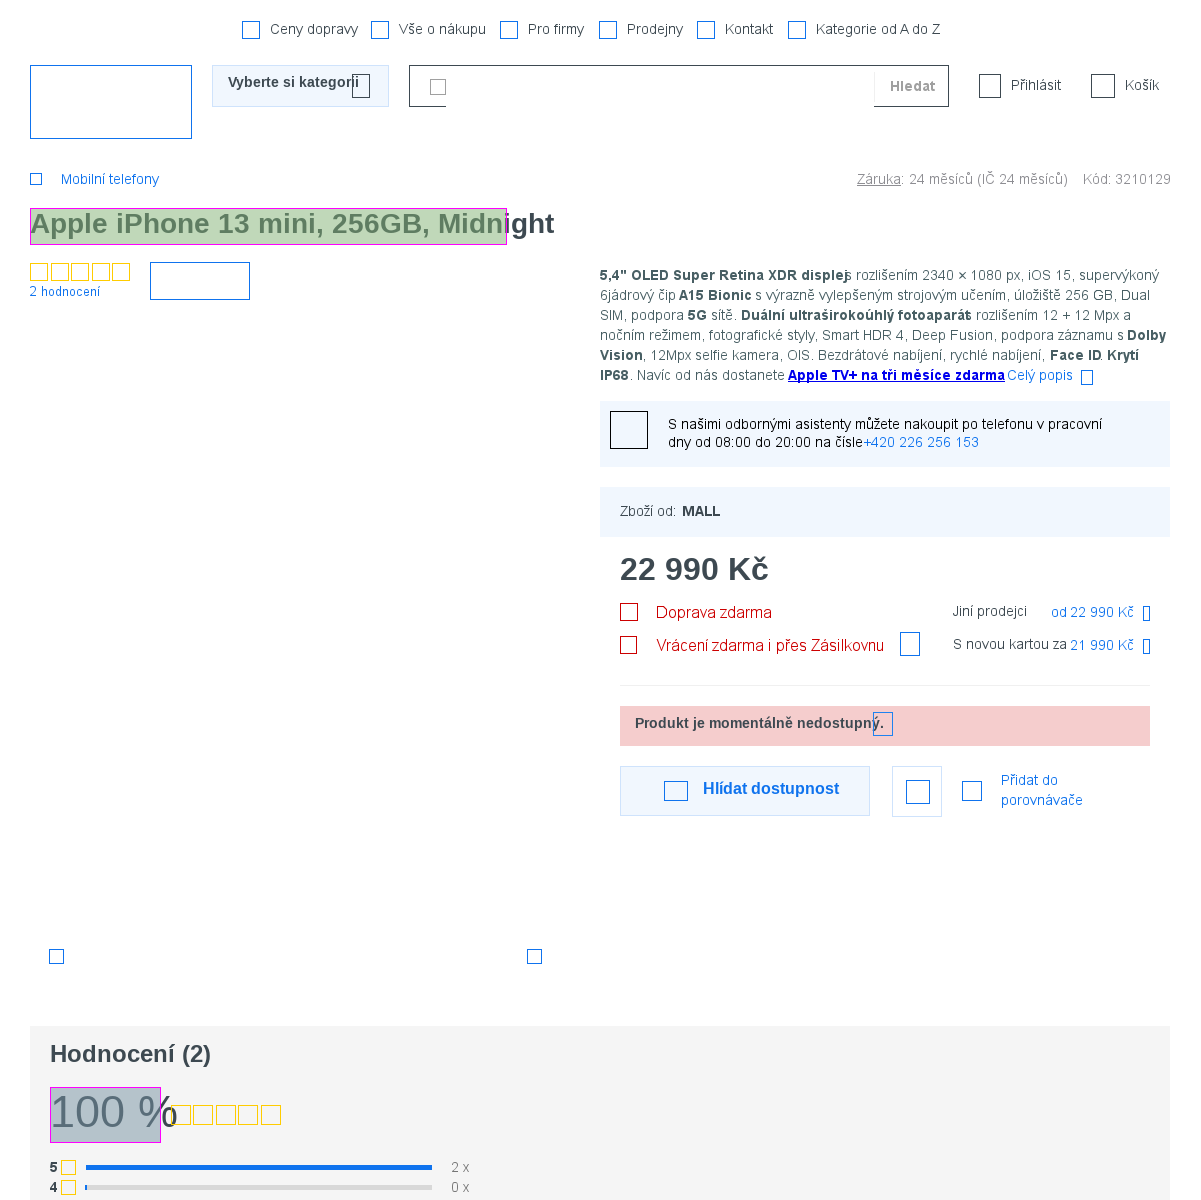 Ceny dopravy Vše o nákupu Pro firmy Prodejny Kontakt Kategorie od A do Z
Vyberte si kategorii Hledat Přihlásit Košík
Mobilní telefony Záruka: 24 měsíců (IČ 24 měsíců) Kód: 3210129
Apple iPhone 13 mini, 256GB, Midnight
2 hodnocení
5,4" OLED Super Retina XDR displej s rozlišením 2340 × 1080 px, iOS 15, supervýkoný
6jádrový čip A15 Bionic s výrazně vylepšeným strojovým učením, úložiště 256 GB, Dual
SIM, podpora 5G sítě. Duální ultraširokoúhlý fotoaparát s rozlišením 12 + 12 Mpx a
nočním režimem, fotografické styly, Smart HDR 4, Deep Fusion, podpora záznamu s Dolby
Vision, 12Mpx selfie kamera, OIS. Bezdrátové nabíjení, rychlé nabíjení, Face ID. Krytí
IP68. Navíc od nás dostanete Apple TV+ na tři měsíce zdarma Celý popis
S našimi odbornými asistenty můžete nakoupit po telefonu v pracovní
dny od 08:00 do 20:00 na čísle +420 226 256 153
Zboží od: MALL
22 990 Kč
Doprava zdarma Jiní prodejci od 22 990 Kč
Vrácení zdarma i přes Zásilkovnu S novou kartou za 21 990 Kč
Produkt je momentálně nedostupný.
Hlídat dostupnost
Přidat do
porovnávače
Hodnocení (2)
100 %
5 2 x
4 0 x